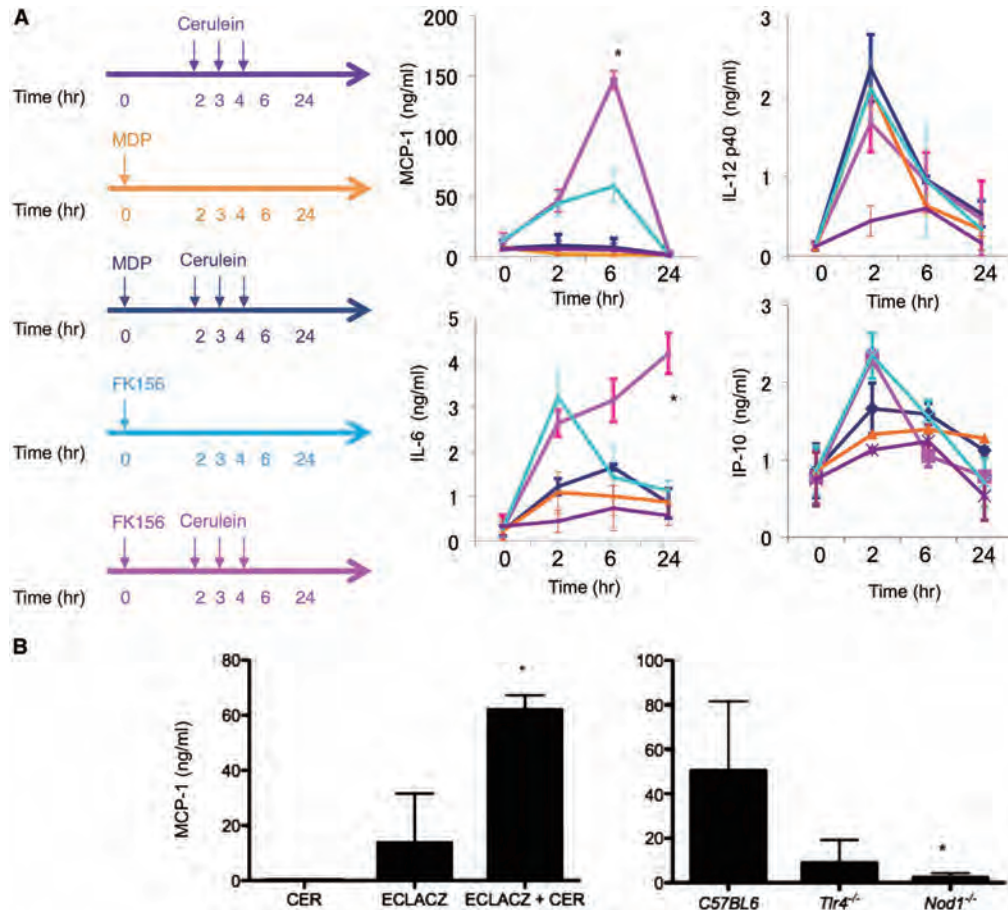 A
Cerulein
Time (hr) 0 2 3 4 6 24
MDP
Time (hr) 0 2 3 4 6 24
MDP Cerulein
Time (hr) 0 2 3 4 6 24
FK156
Time (hr) 0 2 3 4 6 24
FK156 Cerulein
Time (hr) 0 2 3 4 6 24
MCP-1 (ng/ml)
200
150
100
50
0
*
0 2 6 24
Time (hr)
IL-12 p40 (ng/ml)
3
2
1
0
0 2 6 24
Time (hr)
IL-6 (ng/ml)
5
4
3
2
1
0
*
0 2 6 24
Time (hr)
IP-10 (ng/ml)
3
2
1
0
0 2 6 24
Time (hr)
B
MCP-1 (ng/ml)
80
60
40
20
0
*
CER ECLACZ ECLACZ + CER
100
80
60
40
20
0
*
C57BL6 Tlr4-/- Nod1-/-